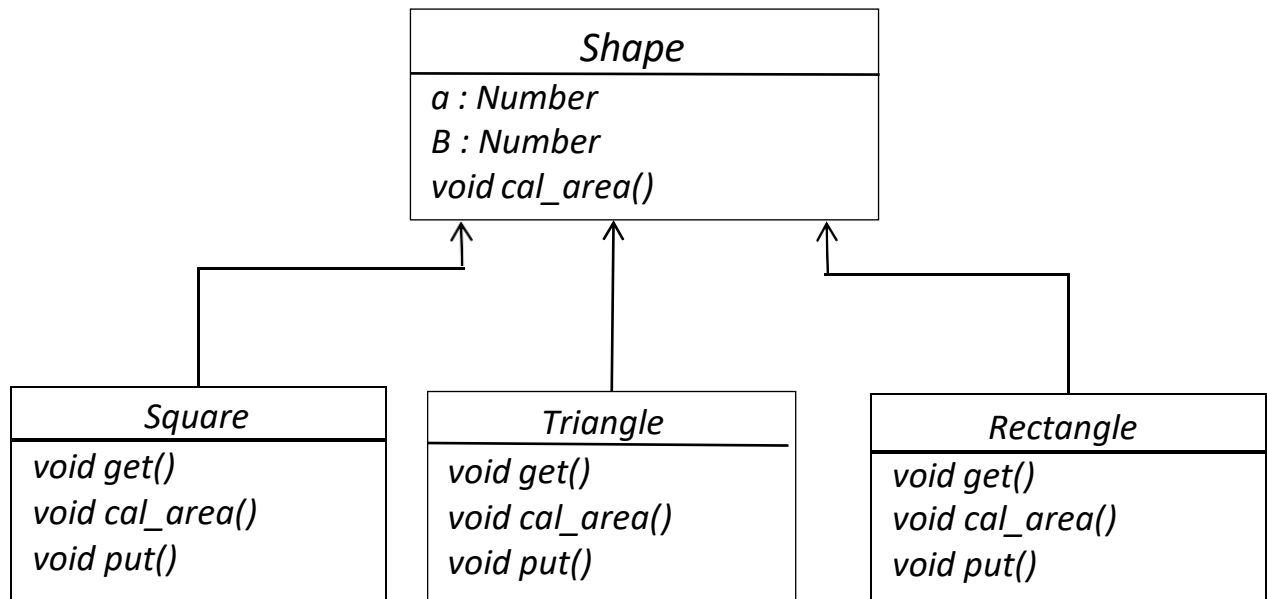 Shape
a : Number
B : Number
void cal_area()
Square
void get()
void cal_area()
void put()
Triangle
void get()
void cal_area()
void put()
Rectangle
void get()
void cal_area()
void put()